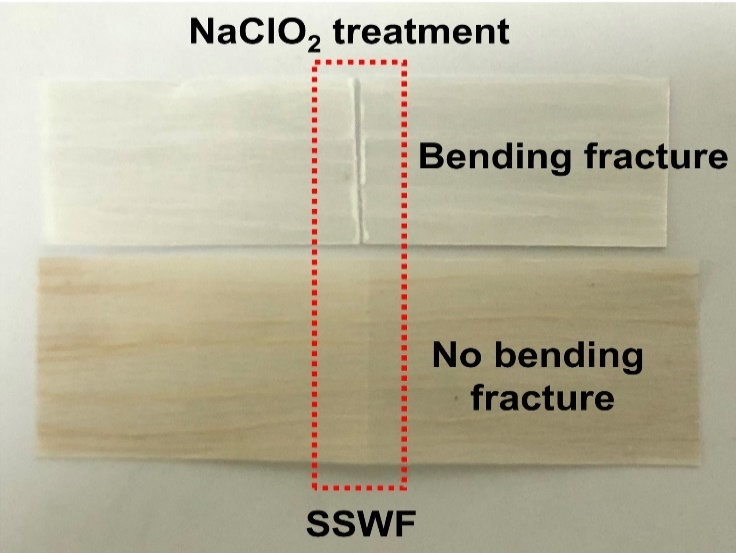 NaClO₂ treatment
Bending fracture
No bending
fracture
SSWF